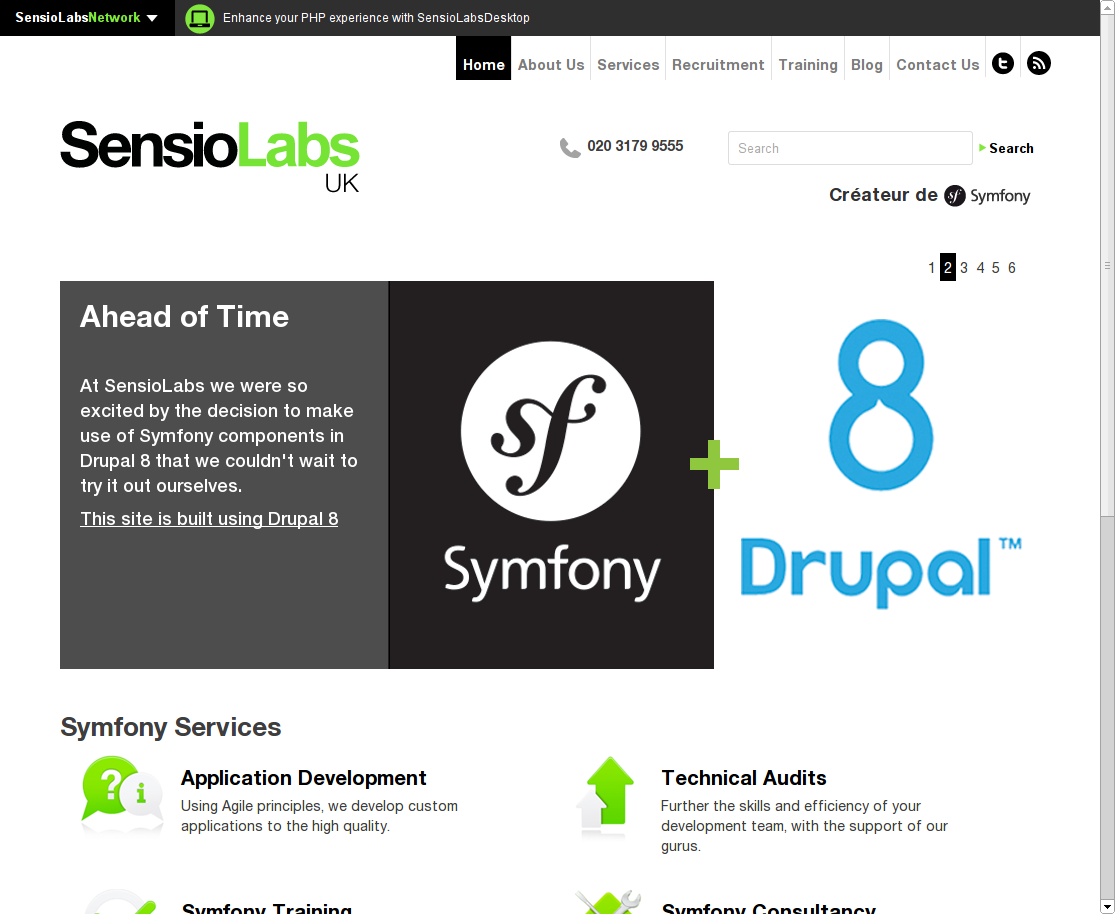 SensioLabsNetwork
Enhance your PHP experience with SensioLabsDesktop
Home About Us Services Recruitment Training Blog Contact Us
SensioLabs
UK
020 3179 9555
Search
Search
Créateur de sf Symfony
1 2 3 4 5 6
Ahead of Time
At SensioLabs we were so
excited by the decision to make
use of Symfony components in
Drupal 8 that we couldn't wait to
try it out ourselves.
This site is built using Drupal 8
sf
Symfony
+
8
Drupal™
Symfony Services
Application Development
Using Agile principles, we develop custom
applications to the high quality.
Technical Audits
Further the skills and efficiency of your
development team, with the support of our
gurus.
Symfony Training
Symfony Consultancy